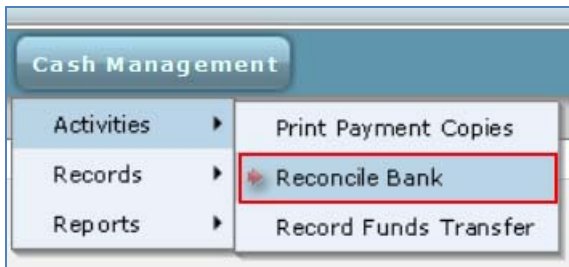 Cash Management
Activities
Records
Reports
Print Payment Copies
Reconcile Bank
Record Funds Transfer